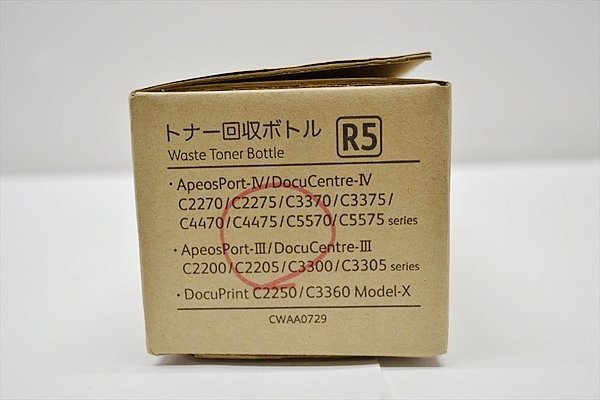 トナー回収ボトル R5
Waste Toner Bottle
・ApeosPort-Ⅳ/DocuCentre-Ⅳ
C2270/C2275/C3370/C3375/
C4470/C4475/C5570/C5575 series
・ApeosPort-Ⅲ/DocuCentre-Ⅲ
C2200/C2205/C3300/C3305 series
・DocuPrint C2250/C3360 Model-X
CWAA0729